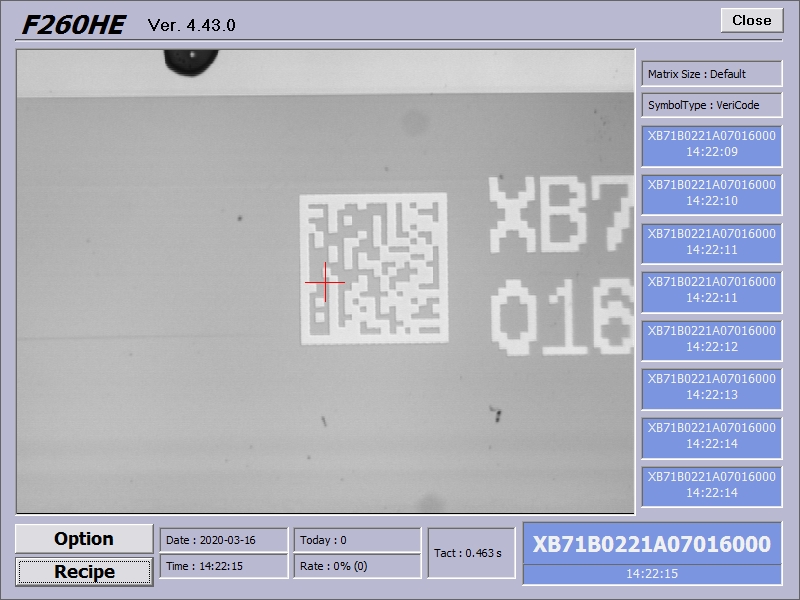 F260HE Ver. 4.43.0
Close
Matrix Size : Default
SymbolType : VeriCode
XB71B0221A07016000
14:22:09
XB71B0221A07016000
14:22:10
XB71B0221A07016000
14:22:11
XB71B0221A07016000
14:22:11
XB71B0221A07016000
14:22:12
XB71B0221A07016000
14:22:13
XB71B0221A07016000
14:22:14
XB71B0221A07016000
14:22:14
XB7
016
Option
Recipe
Date : 2020-03-16
Time : 14:22:15
Today : 0
Rate : 0% (0)
Tact : 0.463 s
XB71B0221A07016000
14:22:15